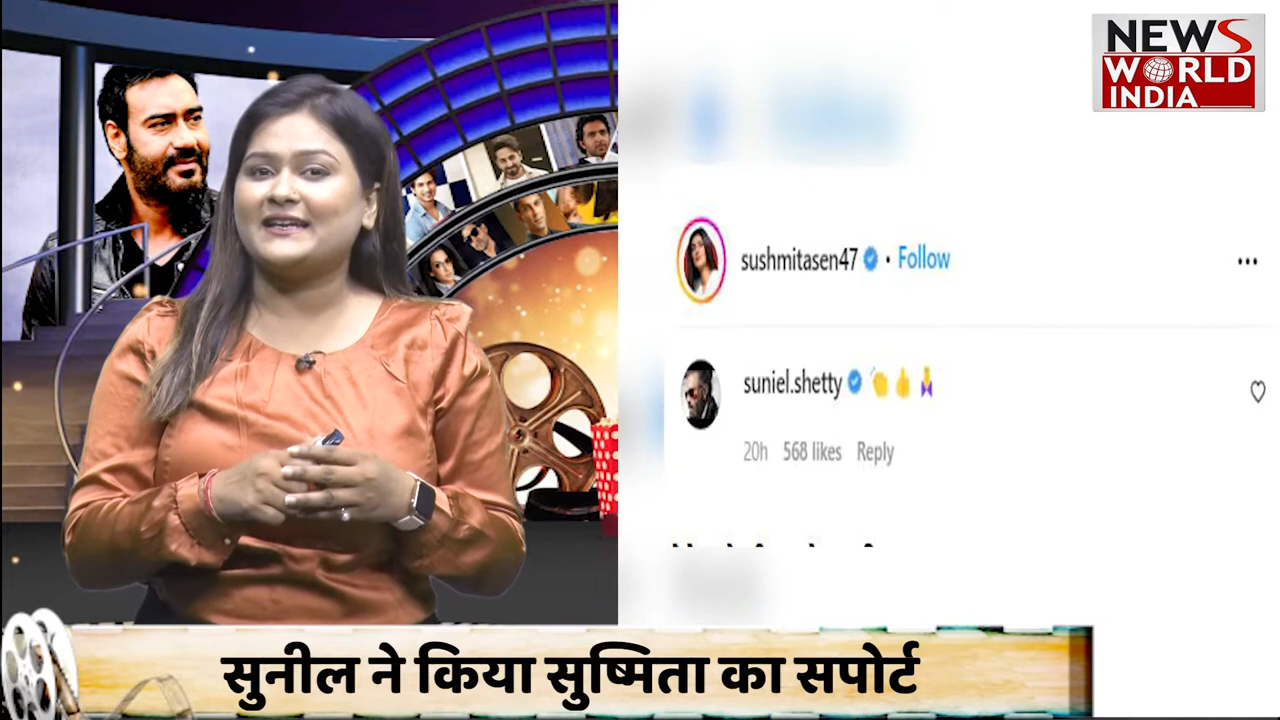 NEWS
WORLD
INDIA
sushmitasen47 • Follow
suniel.shetty 👏👍🙏
20h 568 likes Reply
सुनील ने किया सुष्मिता का सपोर्ट